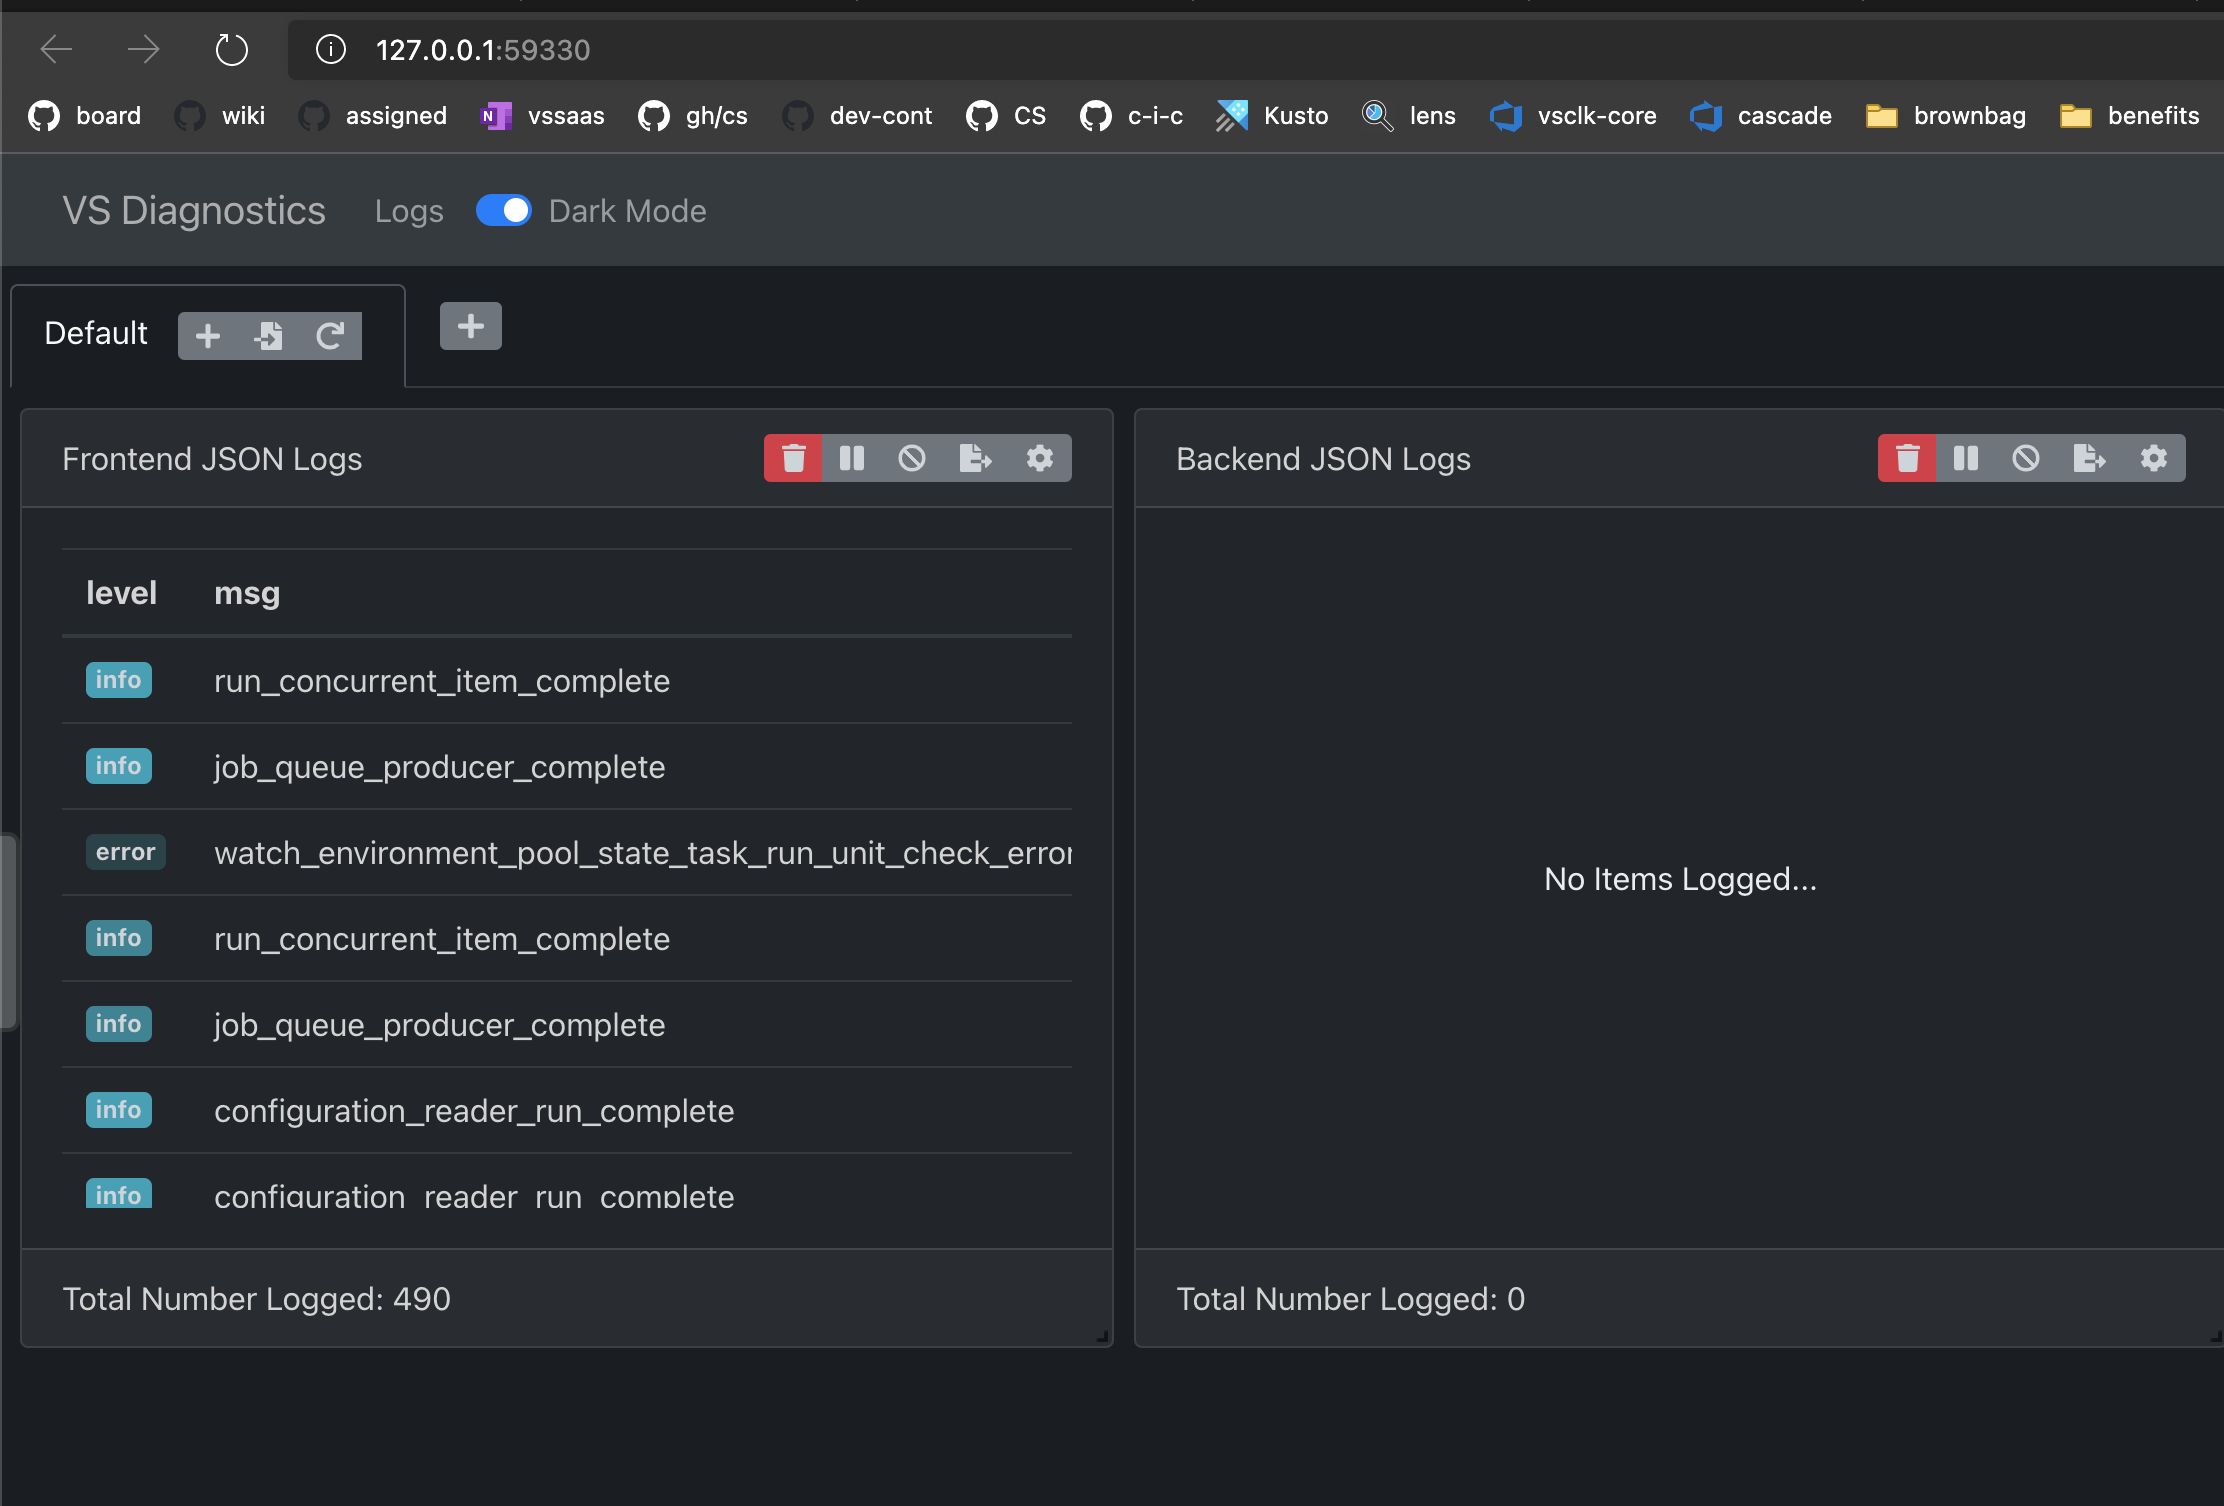 127.0.0.1:59330
board wiki assigned vssaas gh/cs dev-cont CS c-i-c Kusto lens vsclk-core cascade brownbag benefits
VS Diagnostics Logs Dark Mode
Default
Frontend JSON Logs
level msg
info run_concurrent_item_complete
info job_queue_producer_complete
error watch_environment_pool_state_task_run_unit_check_error
info run_concurrent_item_complete
info job_queue_producer_complete
info configuration_reader_run_complete
info configuration_reader_run_complete
Total Number Logged: 490
Backend JSON Logs
No Items Logged...
Total Number Logged: 0